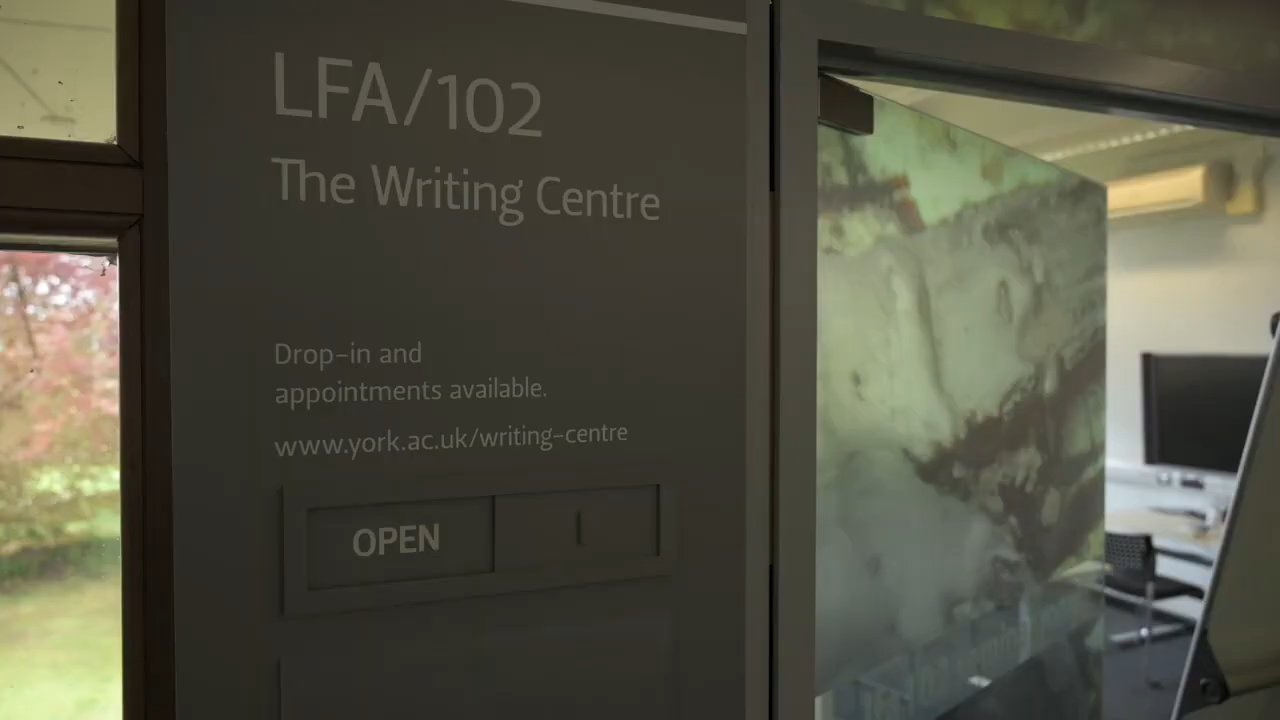 LFA/102
The Writing Centre
Drop-in and
appointments available.
www.york.ac.uk/writing-centre
OPEN